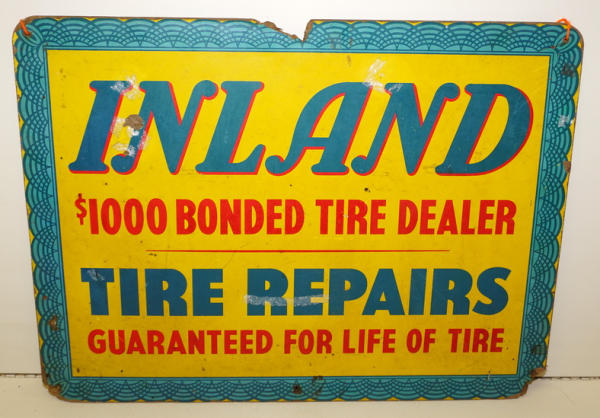 INLAND
$1000 BONDED TIRE DEALER
TIRE REPAIRS
GUARANTEED FOR LIFE OF TIRE